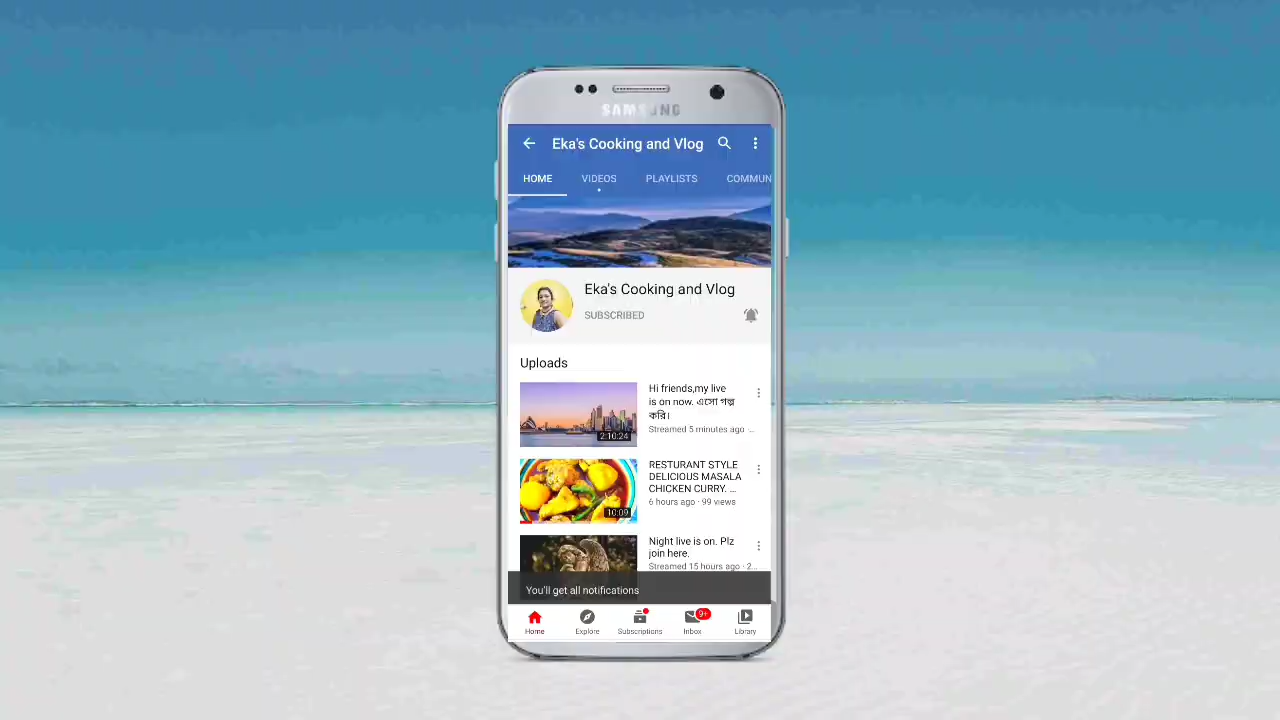 SAMSUNG
Eka's Cooking and Vlog
HOME VIDEOS PLAYLISTS COMMUN
Eka's Cooking and Vlog
SUBSCRIBED
Uploads
Hi friends,my live
is on now. এসো গল্প
করি।
Streamed 5 minutes ago ...
2:10:24
RESTURANT STYLE
DELICIOUS MASALA
CHICKEN CURRY. ...
6 hours ago · 99 views
10:09
Night live is on. Plz
join here.
Streamed 15 hours ago · 2...
You'll get all notifications
9+
Home Explore Subscriptions Inbox Library